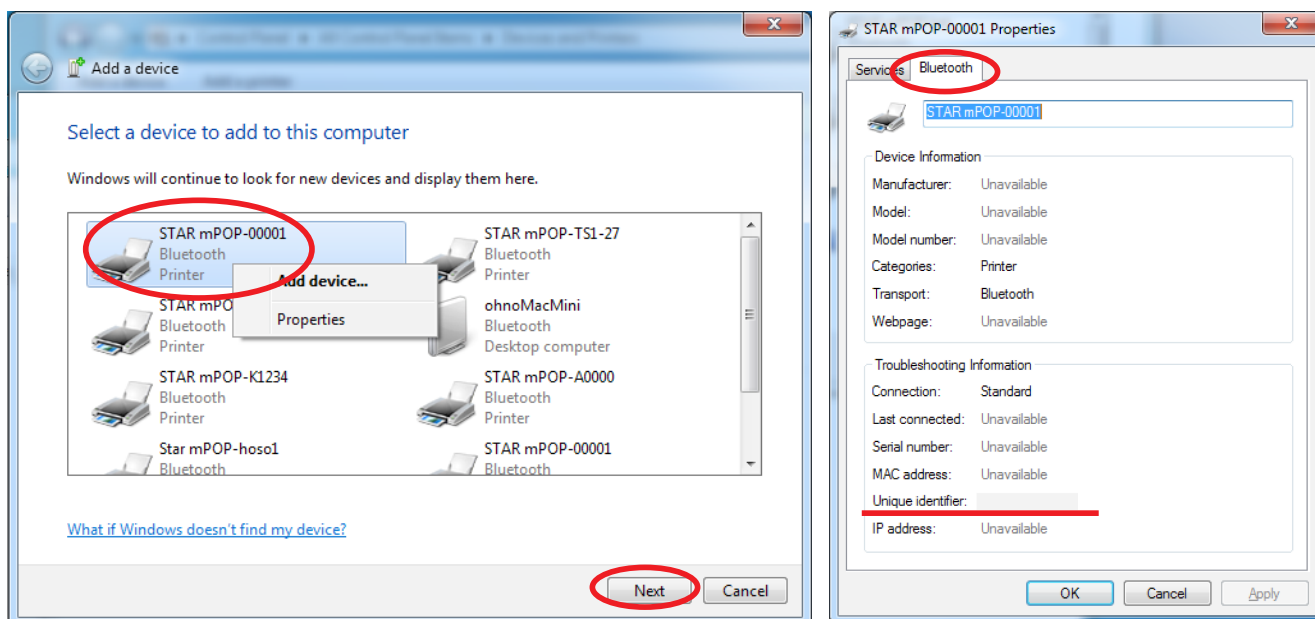 Add a device
Select a device to add to this computer
Windows will continue to look for new devices and display them here.
STAR mPOP-00001
Bluetooth
Printer
STAR mPOP-TS1-27
Bluetooth
Printer
Add device...
Properties
STAR mPO
Bluetooth
Printer
ohnoMacMini
Bluetooth
Desktop computer
STAR mPOP-K1234
Bluetooth
Printer
STAR mPOP-A0000
Bluetooth
Printer
Star mPOP-hoso1
Bluetooth
STAR mPOP-00001
Bluetooth
What if Windows doesn't find my device?
Next Cancel
STAR mPOP-00001 Properties
Services Bluetooth
STAR mPOP-00001
Device Information
Manufacturer: Unavailable
Model: Unavailable
Model number: Unavailable
Categories: Printer
Transport: Bluetooth
Webpage: Unavailable
Troubleshooting Information
Connection: Standard
Last connected: Unavailable
Serial number: Unavailable
MAC address: Unavailable
Unique identifier:
IP address: Unavailable
OK Cancel Apply